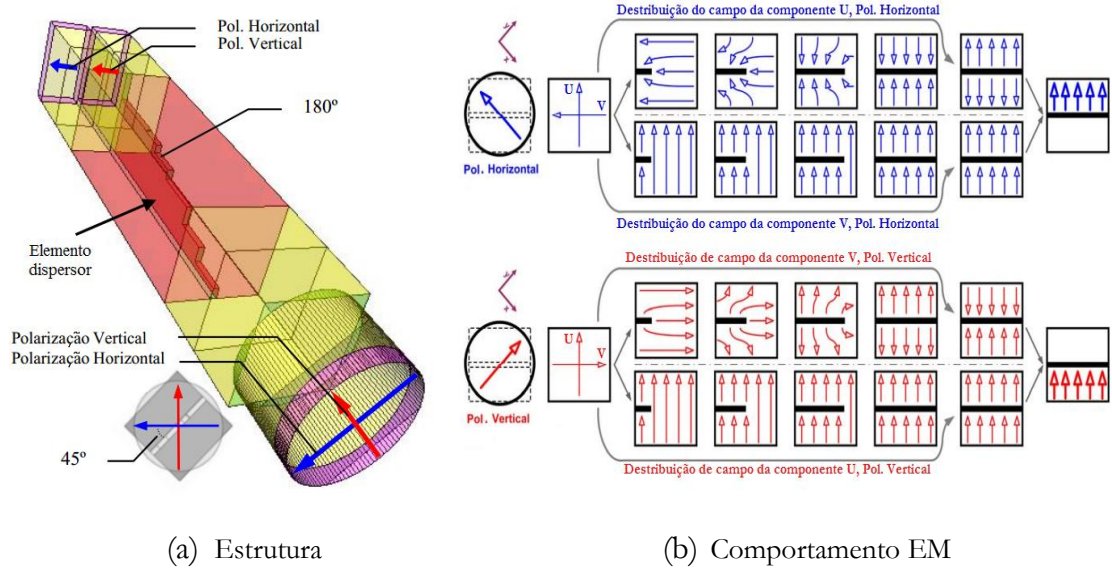 Pol. Horizontal
Pol. Vertical
180º
Elemento
dispersor
Polarização Vertical
Polarização Horizontal
45º
(a) Estrutura
Destribuição do campo da componente U, Pol. Horizontal
U
V
Pol. Horizontal
Destribuição do campo da componente V, Pol. Horizontal
Destribuição de campo da componente V, Pol. Vertical
U
V
Pol. Vertical
Destribuição de campo da componente U, Pol. Vertical
(b) Comportamento EM